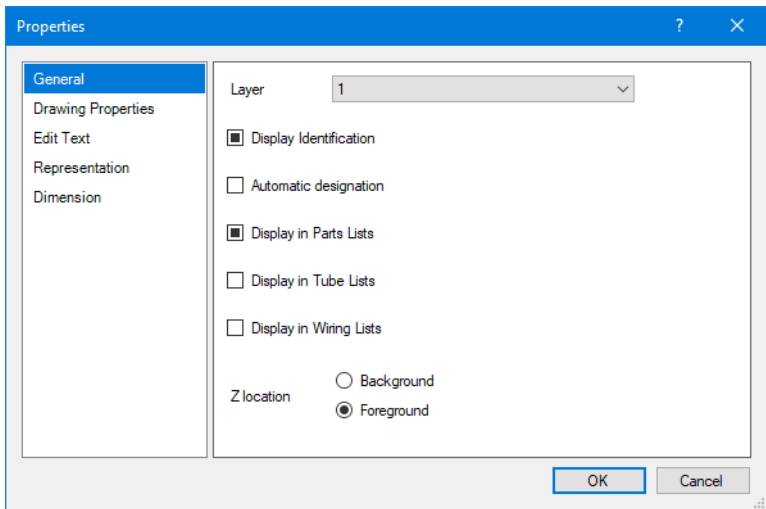 Properties
General
Drawing Properties
Edit Text
Representation
Dimension
Layer 1
Display Identification
Automatic designation
Display in Parts Lists
Display in Tube Lists
Display in Wiring Lists
Z location
Background
Foreground
OK Cancel